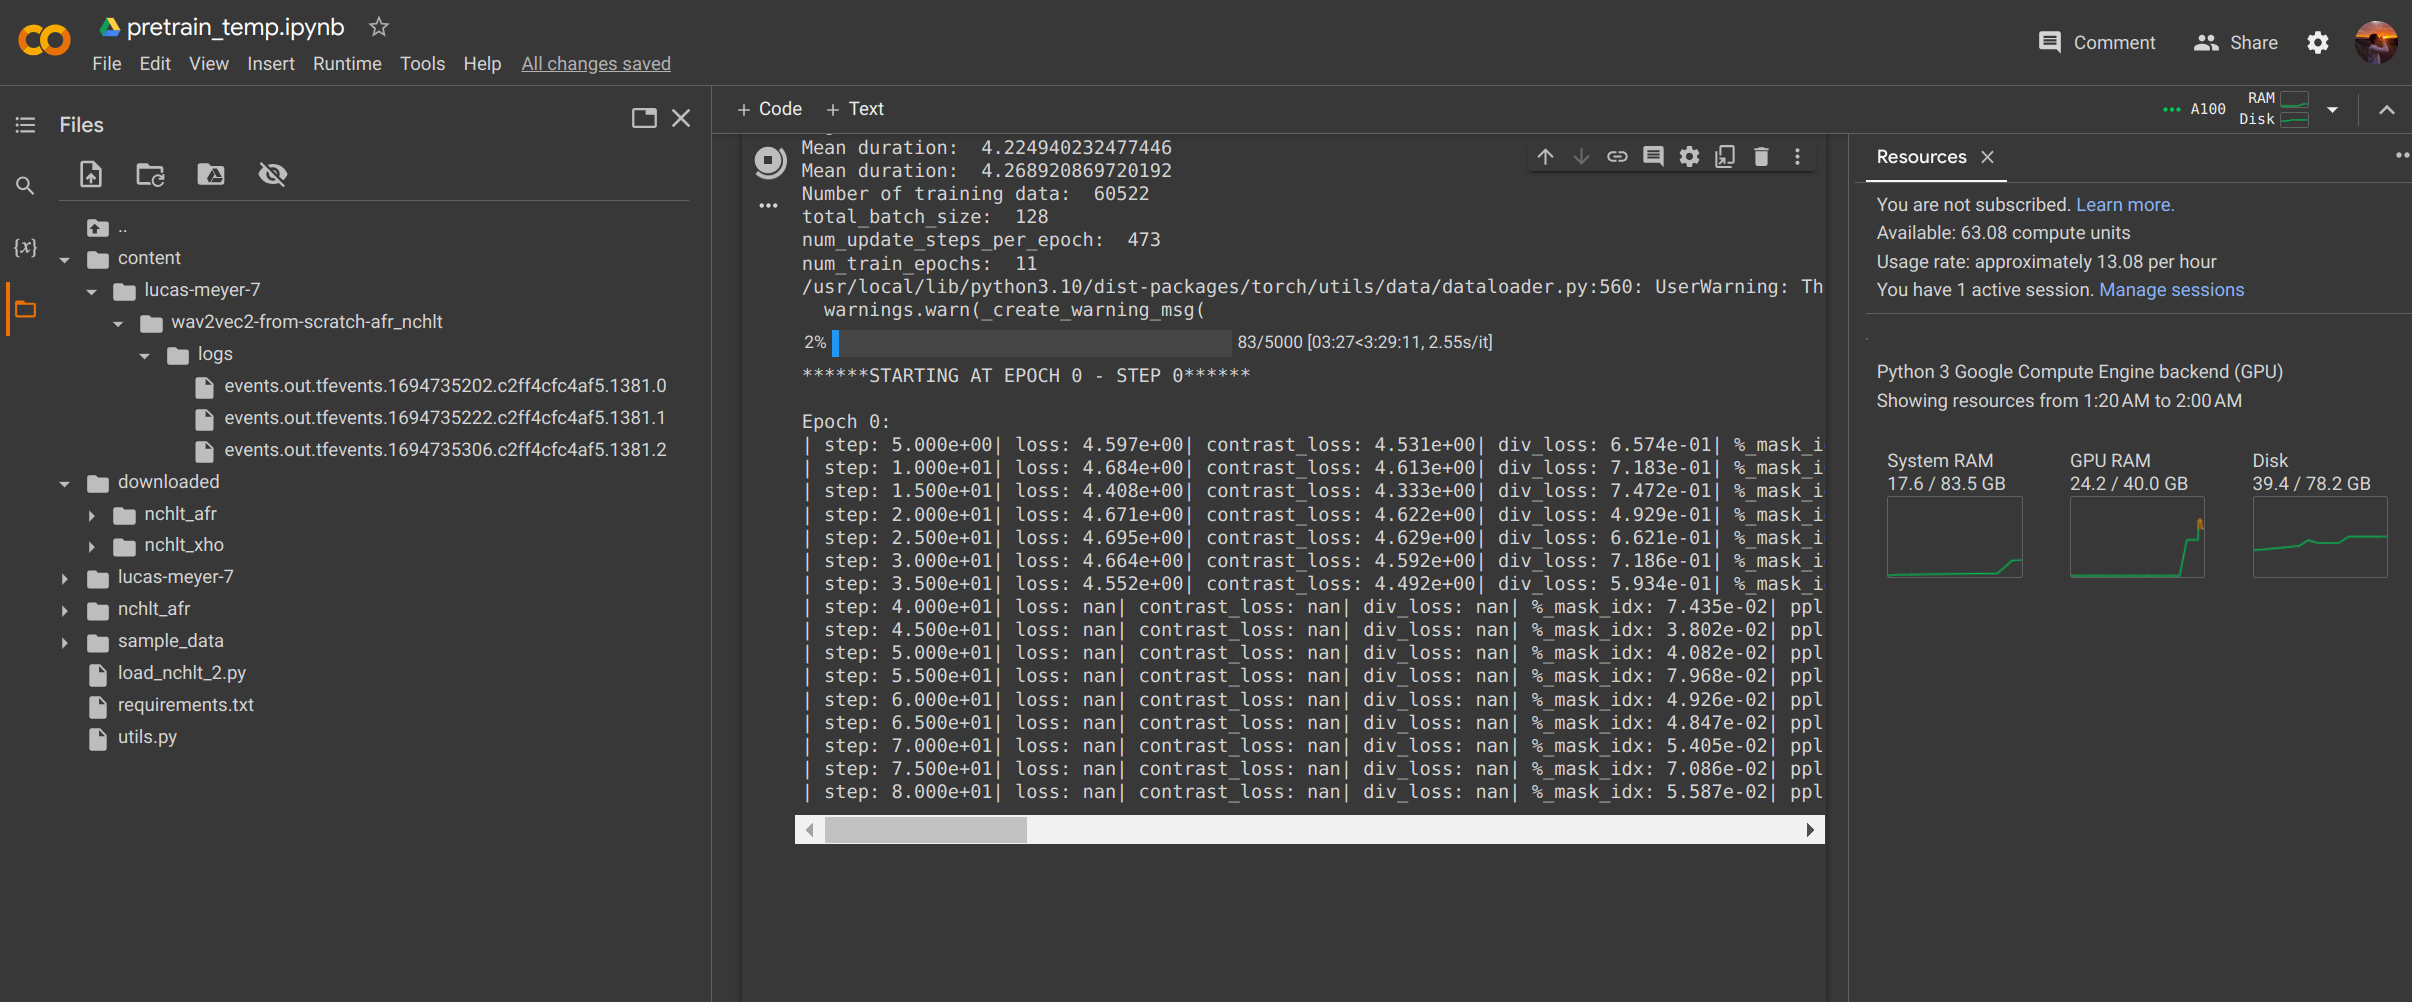 pretrain_temp.ipynb
File Edit View Insert Runtime Tools Help All changes saved
Comment Share
Files
..
content
lucas-meyer-7
wav2vec2-from-scratch-afr_nchlt
logs
events.out.tfevents.1694735202.c2ff4cfc4af5.1381.0
events.out.tfevents.1694735222.c2ff4cfc4af5.1381.1
events.out.tfevents.1694735306.c2ff4cfc4af5.1381.2
downloaded
nchlt_afr
nchlt_xho
lucas-meyer-7
nchlt_afr
sample_data
load_nchlt_2.py
requirements.txt
utils.py
+ Code + Text
A100 RAM
Disk
Mean duration: 4.224940232477446
Mean duration: 4.268920869720192
Number of training data: 60522
total_batch_size: 128
num_update_steps_per_epoch: 473
num_train_epochs: 11
/usr/local/lib/python3.10/dist-packages/torch/utils/data/dataloader.py:560: UserWarning: Th
warnings.warn(_create_warning_msg(
2% 83/5000 [03:27<3:29:11, 2.55s/it]
******STARTING AT EPOCH 0 - STEP 0******
Epoch 0:
| step: 5.000e+00| loss: 4.597e+00| contrast_loss: 4.531e+00| div_loss: 6.574e-01| %_mask_i
| step: 1.000e+01| loss: 4.684e+00| contrast_loss: 4.613e+00| div_loss: 7.183e-01| %_mask_i
| step: 1.500e+01| loss: 4.408e+00| contrast_loss: 4.333e+00| div_loss: 7.472e-01| %_mask_i
| step: 2.000e+01| loss: 4.671e+00| contrast_loss: 4.622e+00| div_loss: 4.929e-01| %_mask_i
| step: 2.500e+01| loss: 4.695e+00| contrast_loss: 4.629e+00| div_loss: 6.621e-01| %_mask_i
| step: 3.000e+01| loss: 4.664e+00| contrast_loss: 4.592e+00| div_loss: 7.186e-01| %_mask_i
| step: 3.500e+01| loss: 4.552e+00| contrast_loss: 4.492e+00| div_loss: 5.934e-01| %_mask_i
| step: 4.000e+01| loss: nan| contrast_loss: nan| div_loss: nan| %_mask_idx: 7.435e-02| ppl
| step: 4.500e+01| loss: nan| contrast_loss: nan| div_loss: nan| %_mask_idx: 3.802e-02| ppl
| step: 5.000e+01| loss: nan| contrast_loss: nan| div_loss: nan| %_mask_idx: 4.082e-02| ppl
| step: 5.500e+01| loss: nan| contrast_loss: nan| div_loss: nan| %_mask_idx: 7.968e-02| ppl
| step: 6.000e+01| loss: nan| contrast_loss: nan| div_loss: nan| %_mask_idx: 4.926e-02| ppl
| step: 6.500e+01| loss: nan| contrast_loss: nan| div_loss: nan| %_mask_idx: 4.847e-02| ppl
| step: 7.000e+01| loss: nan| contrast_loss: nan| div_loss: nan| %_mask_idx: 5.405e-02| ppl
| step: 7.500e+01| loss: nan| contrast_loss: nan| div_loss: nan| %_mask_idx: 7.086e-02| ppl
| step: 8.000e+01| loss: nan| contrast_loss: nan| div_loss: nan| %_mask_idx: 5.587e-02| ppl
Resources
You are not subscribed. Learn more.
Available: 63.08 compute units
Usage rate: approximately 13.08 per hour
You have 1 active session. Manage sessions
Python 3 Google Compute Engine backend (GPU)
Showing resources from 1:20 AM to 2:00 AM
System RAM
17.6 / 83.5 GB
GPU RAM
24.2 / 40.0 GB
Disk
39.4 / 78.2 GB